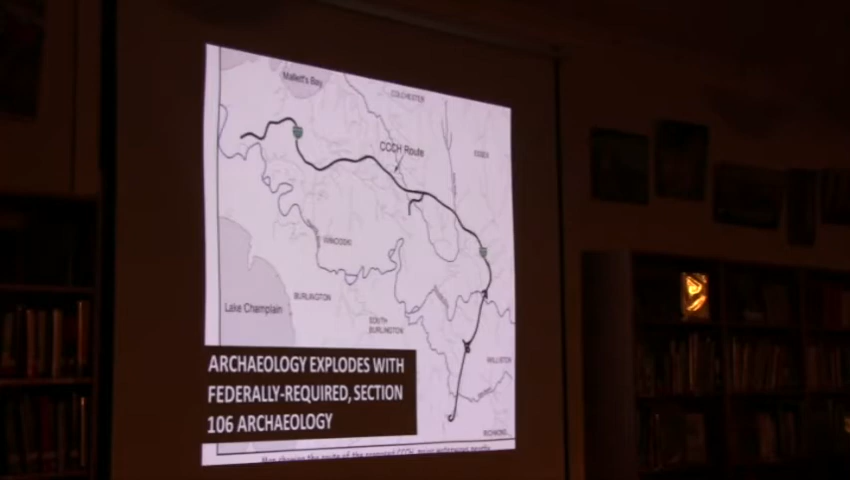 Mallett's Bay
COLCHESTER
CCCH Route
ESSEX
WINOOSKI
BURLINGTON
Lake Champlain
SOUTH
BURLINGTON
WILLISTON
RICHMOND
ARCHAEOLOGY EXPLODES WITH
FEDERALLY-REQUIRED, SECTION
106 ARCHAEOLOGY